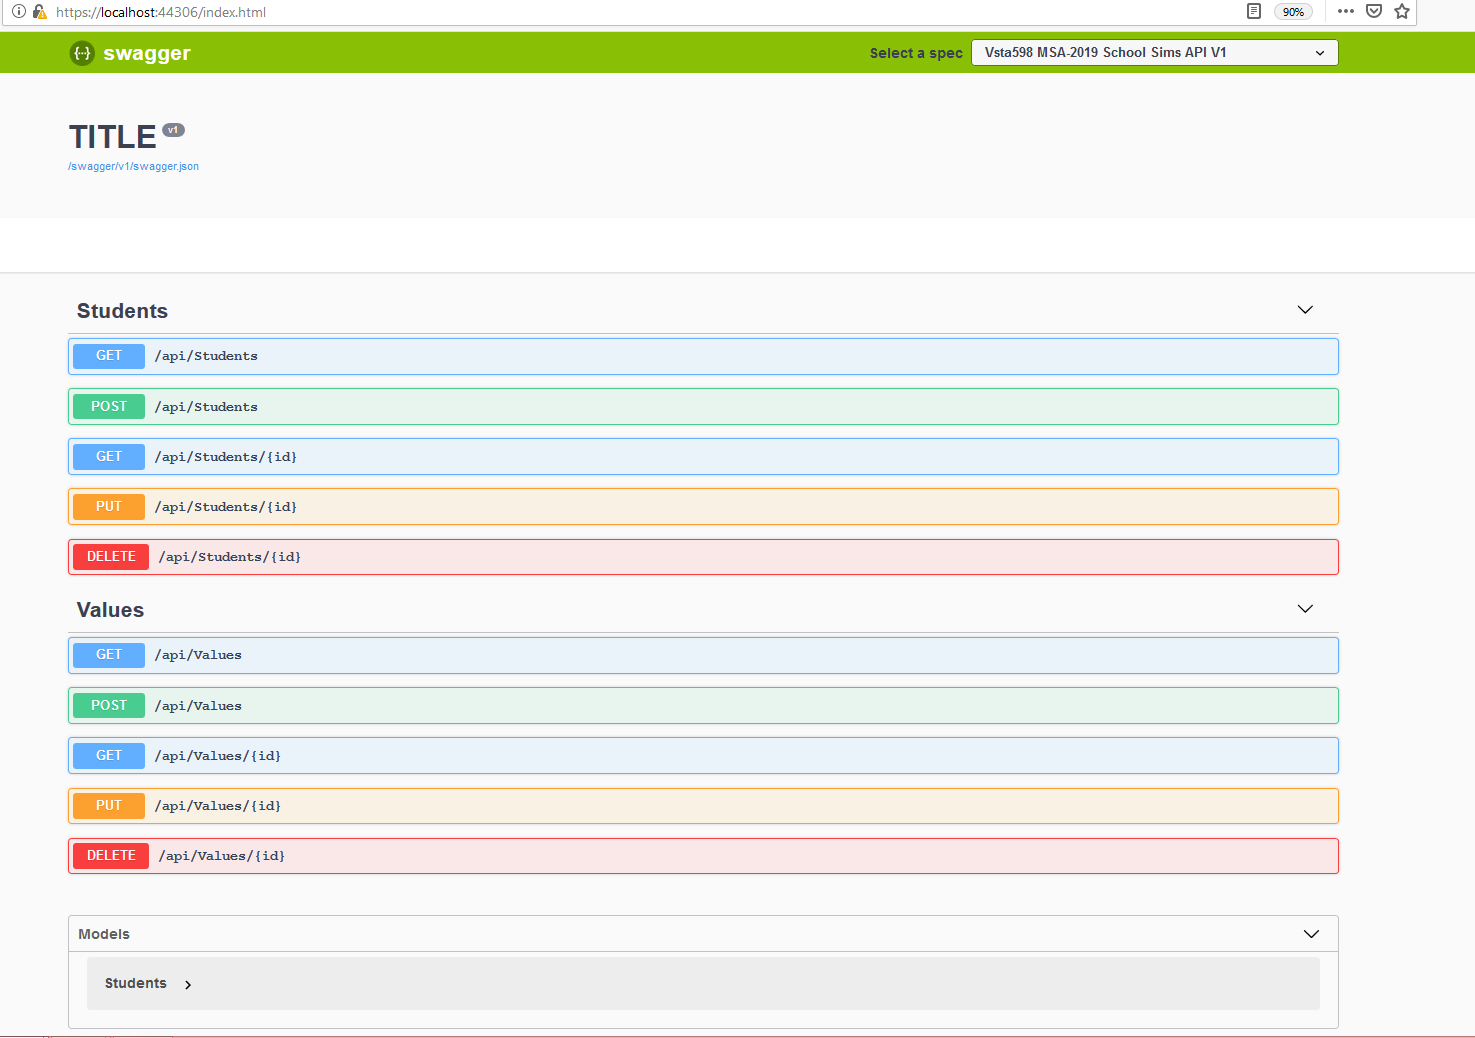 https://localhost:44306/index.html 90%
{···} swagger Select a spec Vsta598 MSA-2019 School Sims API V1
TITLE v1
/swagger/v1/swagger.json
Students
GET /api/Students
POST /api/Students
GET /api/Students/{id}
PUT /api/Students/{id}
DELETE /api/Students/{id}
Values
GET /api/Values
POST /api/Values
GET /api/Values/{id}
PUT /api/Values/{id}
DELETE /api/Values/{id}
Models
Students